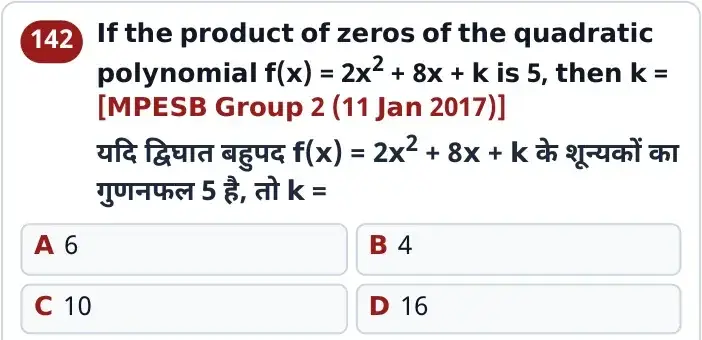 142 If the product of zeros of the quadratic
polynomial f(x) = 2x² + 8x + k is 5, then k =
[MPESB Group 2 (11 Jan 2017)]
यदि द्विघात बहुपद f(x) = 2x² + 8x + k के शून्यकों का
गुणनफल 5 है, तो k =
A 6
B 4
C 10
D 16